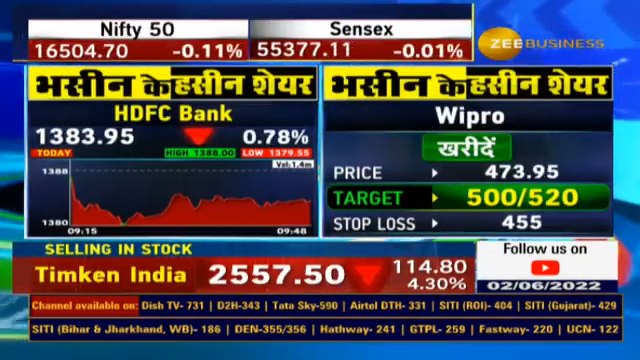 Nifty 50
16504.70 -0.11%
Sensex
55377.11 -0.01%
ZEE BUSINESS
भसीन के हसीन शेयर
HDFC Bank
1383.95 0.78%
TODAY HIGH 1388.00 LOW 1379.55
Vol:1.4m
1388
1380
09:15 09:48
भसीन के हसीन शेयर
Wipro
खरीदें
PRICE 473.95
TARGET 500/520
STOP LOSS 455
SELLING IN STOCK
Timken India 2557.50 114.80
4.30%
Follow us on
02/06/2022
Channel available on: Dish TV- 731 | D2H-343 | Tata Sky-590 | Airtel DTH- 331 | SITI (ROI)- 404 | SITI (Gujarat)- 429
SITI (Bihar & Jharkhand, WB)- 186 | DEN-355/356 | Hathway- 241 | GTPL- 259 | Fastway- 220 | UCN- 122